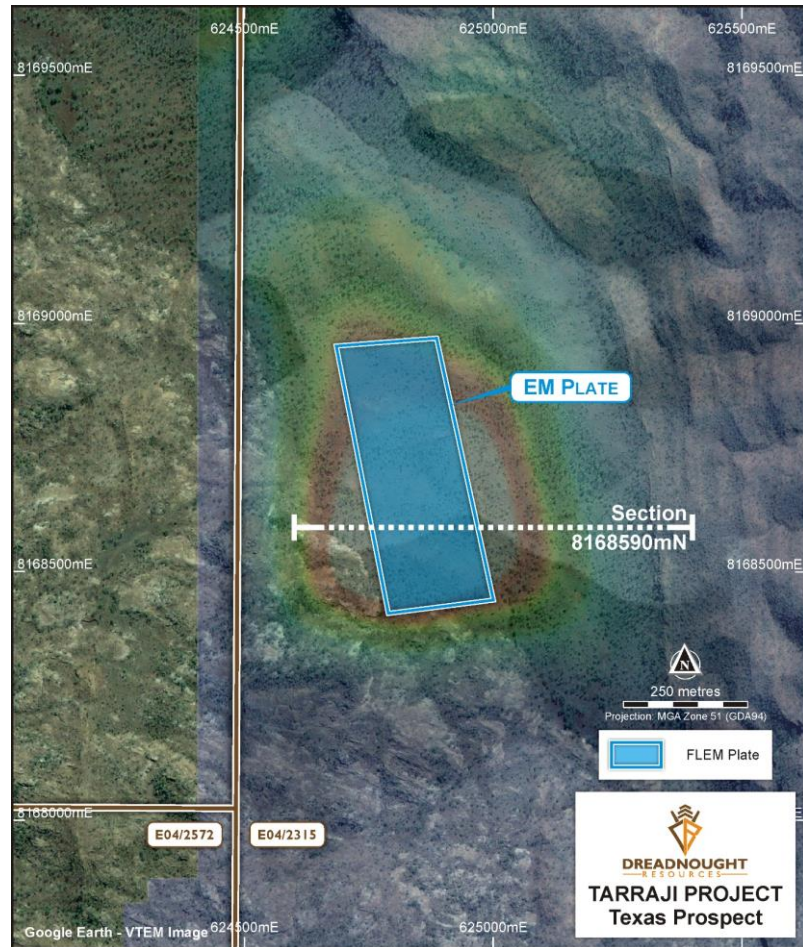 624500mE
625000mE
625500mE
8169500mE
8169500mE
8169000mE
8169000mE
EM PLATE
Section
8168590mN
8168500mE
8168500mE
N
250 metres
Projection: MGA Zone 51 (GDA94)
FLEM Plate
8168000mE
E04/2572
E04/2315
DREADNOUGHT
RESOURCES
TARRAJI PROJECT
Texas Prospect
Google Earth - VTEM Image
624500mE
625000mE